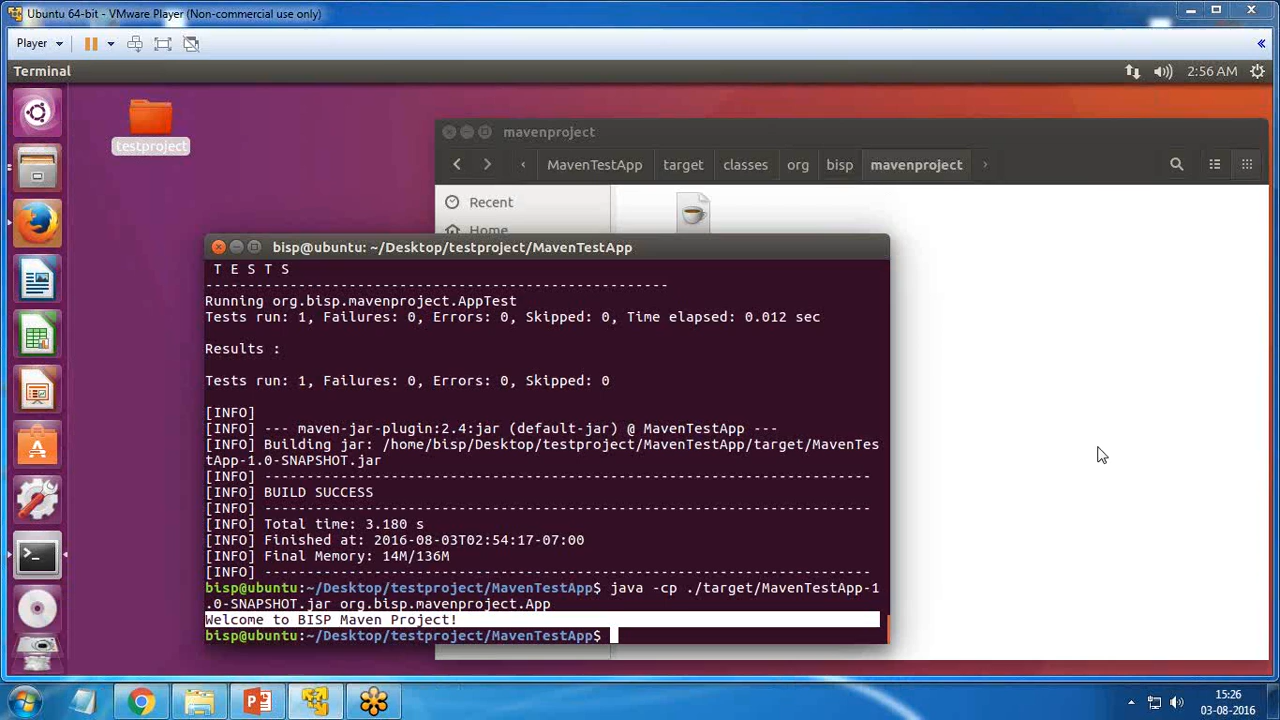 Ubuntu 64-bit - VMware Player (Non-commercial use only)
Player
«
Terminal
2:56 AM
testproject
mavenproject
MavenTestApp target classes org bisp mavenproject
Recent
Home
bisp@ubuntu: ~/Desktop/testproject/MavenTestApp
T E S T S
-------------------------------------------------------
Running org.bisp.mavenproject.AppTest
Tests run: 1, Failures: 0, Errors: 0, Skipped: 0, Time elapsed: 0.012 sec
Results :
Tests run: 1, Failures: 0, Errors: 0, Skipped: 0
[INFO]
[INFO] --- maven-jar-plugin:2.4:jar (default-jar) @ MavenTestApp ---
[INFO] Building jar: /home/bisp/Desktop/testproject/MavenTestApp/target/MavenTes
tApp-1.0-SNAPSHOT.jar
[INFO] ------------------------------------------------------------------------
[INFO] BUILD SUCCESS
[INFO] ------------------------------------------------------------------------
[INFO] Total time: 3.180 s
[INFO] Finished at: 2016-08-03T02:54:17-07:00
[INFO] Final Memory: 14M/136M
[INFO] ------------------------------------------------------------------------
bisp@ubuntu:~/Desktop/testproject/MavenTestApp$ java -cp ./target/MavenTestApp-1
.0-SNAPSHOT.jar org.bisp.mavenproject.App
Welcome to BISP Maven Project!
bisp@ubuntu:~/Desktop/testproject/MavenTestApp$
15:26
03-08-2016